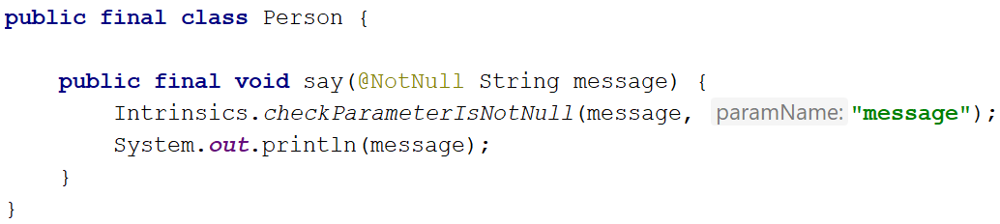 public final class Person {
public final void say(@NotNull String message) {
Intrinsics.checkParameterIsNotNull(message, paramName: "message");
System.out.println(message);
}
}